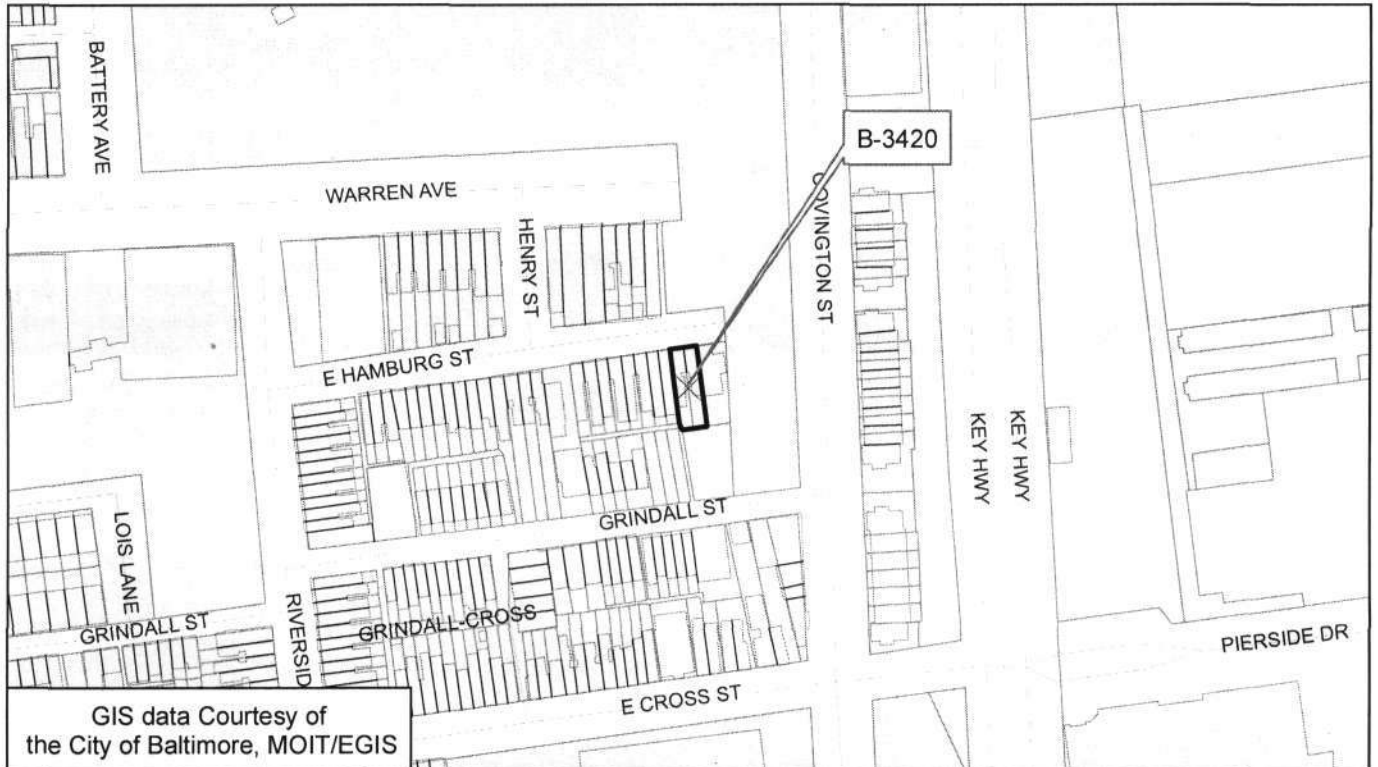 BATTERY AVE
B-3420
WARREN AVE
HENRY ST
COVINGTON ST
E HAMBURG ST
KEY HWY
KEY HWY
LOIS LANE
GRINDALL ST
GRINDALL ST
RIVERSID
GRINDALL-CROSS
PIERSIDE DR
E CROSS ST
GIS data Courtesy of
the City of Baltimore, MOIT/EGIS